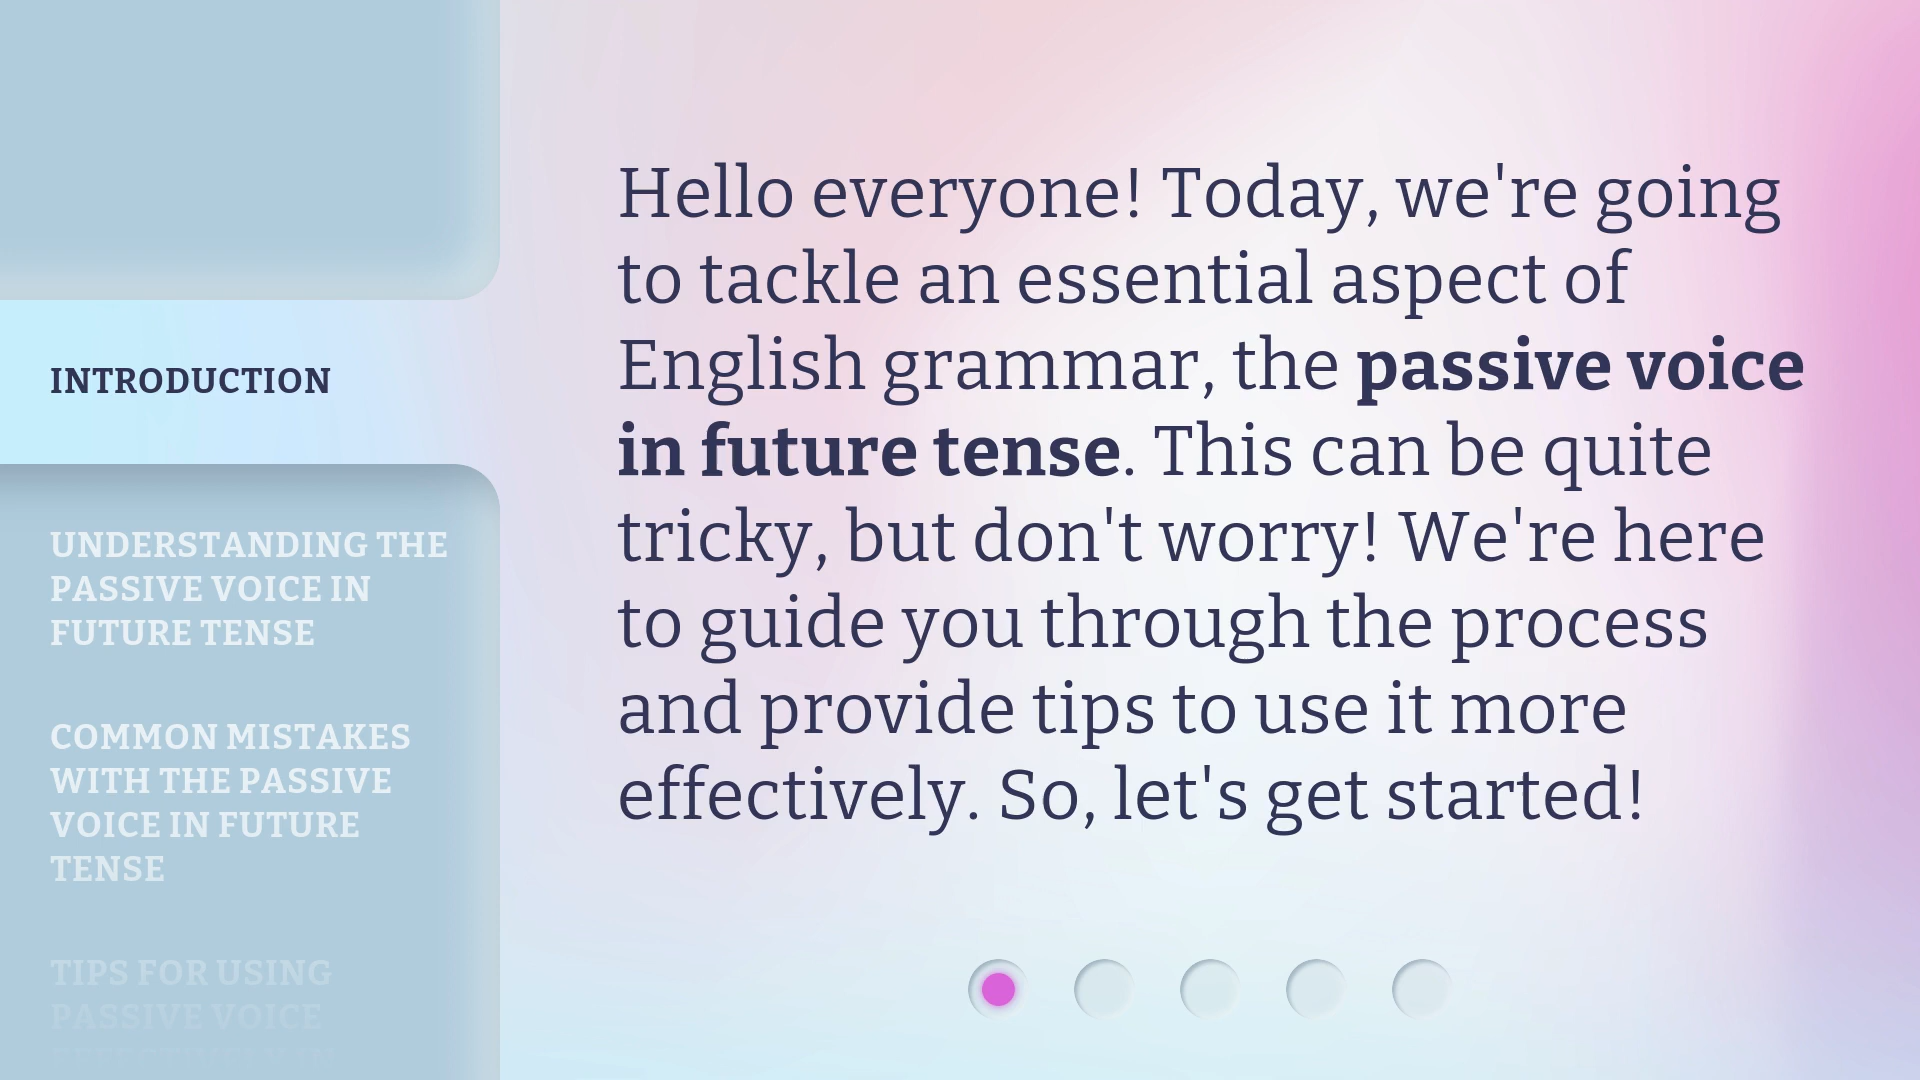 INTRODUCTION
UNDERSTANDING THE
PASSIVE VOICE IN
FUTURE TENSE
COMMON MISTAKES
WITH THE PASSIVE
VOICE IN FUTURE
TENSE
TIPS FOR USING
PASSIVE VOICE
EFFECTIVELY IN
Hello everyone! Today, we're going
to tackle an essential aspect of
English grammar, the passive voice
in future tense. This can be quite
tricky, but don't worry! We're here
to guide you through the process
and provide tips to use it more
effectively. So, let's get started!